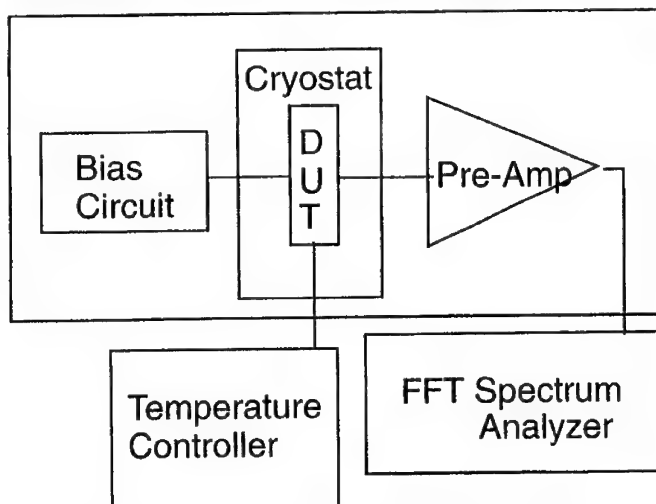 Cryostat
Bias
Circuit
D
U
T
Pre-Amp
Temperature
Controller
FFT Spectrum
Analyzer